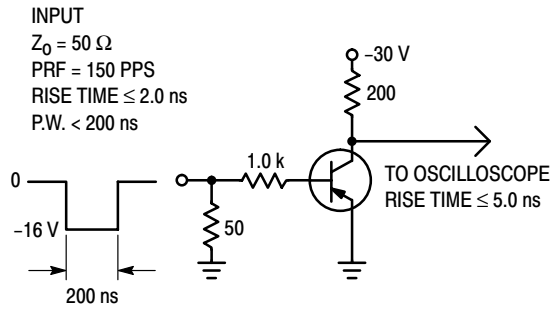 INPUT
Z₀ = 50 Ω
PRF = 150 PPS
RISE TIME ≤ 2.0 ns
P.W. < 200 ns
−30 V
200
1.0 k
TO OSCILLOSCOPE
RISE TIME ≤ 5.0 ns
0
50
−16 V
200 ns